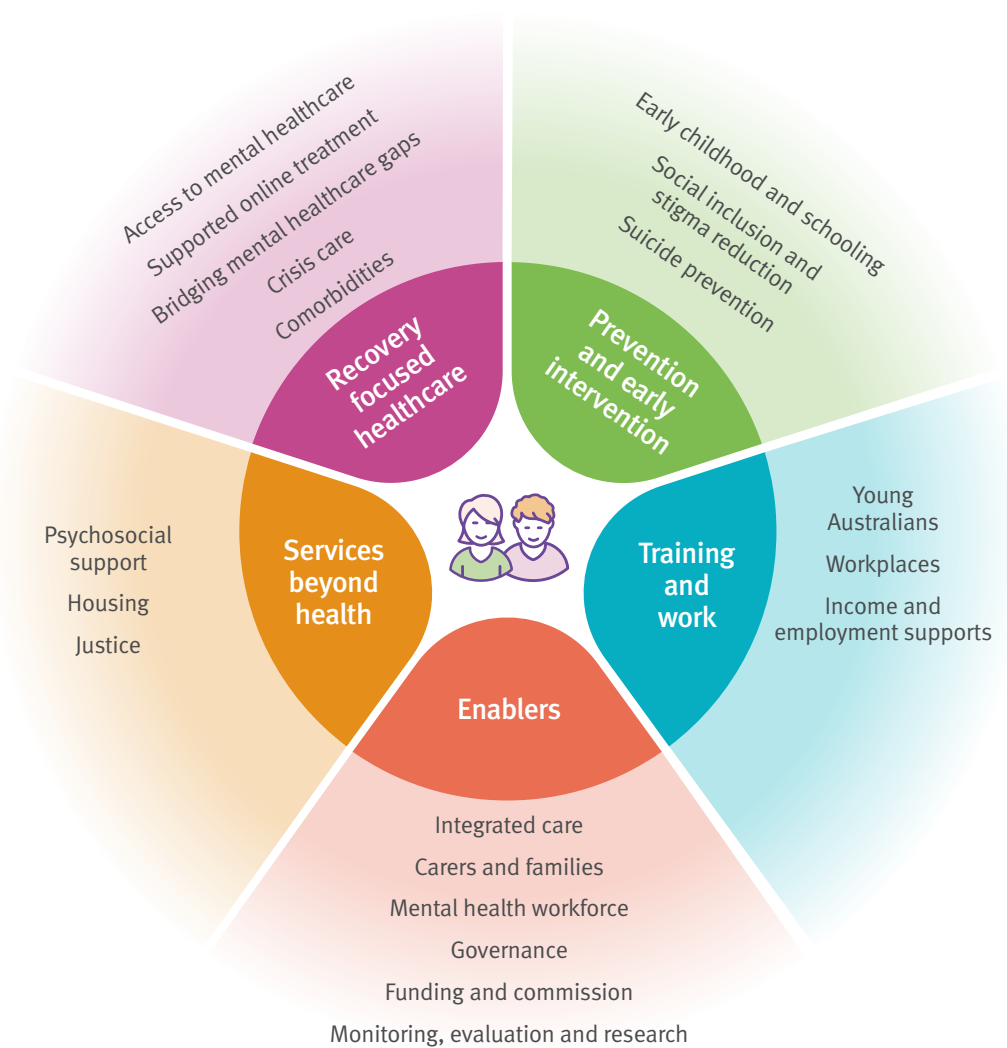 Access to mental healthcare
Supported online treatment
Bridging mental healthcare gaps
Crisis care
Comorbidities
Recovery
focused
healthcare
Early childhood and schooling
Social inclusion and
stigma reduction
Suicide prevention
Prevention
and early
intervention
Young
Australians
Workplaces
Income and
employment supports
Training
and
work
Enablers
Integrated care
Carers and families
Mental health workforce
Governance
Funding and commission
Monitoring, evaluation and research
Services
beyond
health
Psychosocial
support
Housing
Justice